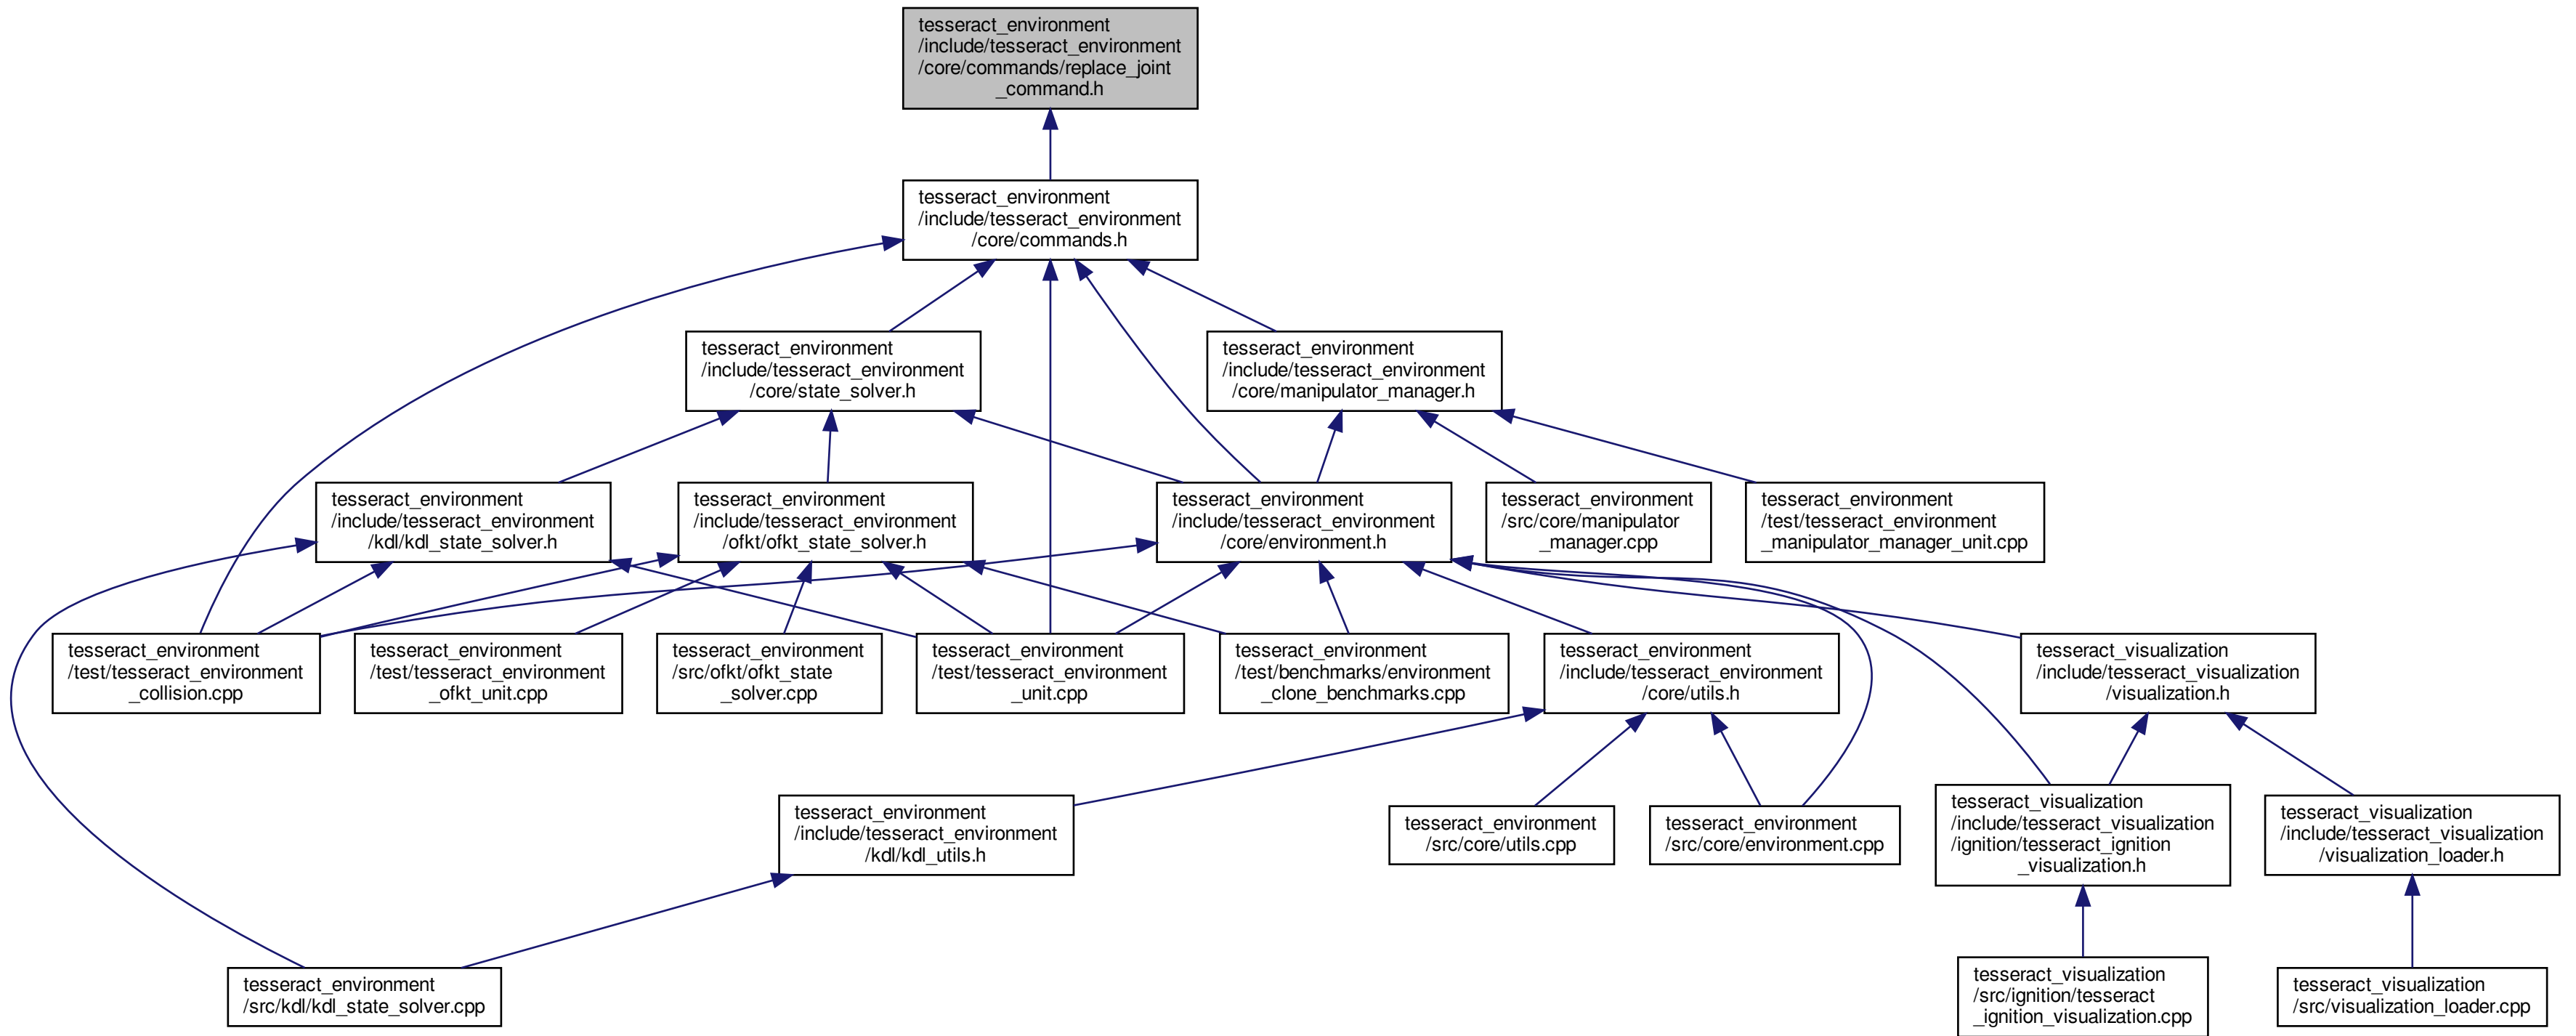 tesseract_environment
/include/tesseract_environment
/core/commands/replace_joint
_command.h
tesseract_environment
/include/tesseract_environment
/core/commands.h
tesseract_environment
/include/tesseract_environment
/core/state_solver.h
tesseract_environment
/include/tesseract_environment
/core/manipulator_manager.h
tesseract_environment
/include/tesseract_environment
/kdl/kdl_state_solver.h
tesseract_environment
/include/tesseract_environment
/ofkt/ofkt_state_solver.h
tesseract_environment
/include/tesseract_environment
/core/environment.h
tesseract_environment
/src/core/manipulator
_manager.cpp
tesseract_environment
/test/tesseract_environment
_manipulator_manager_unit.cpp
tesseract_environment
/test/tesseract_environment
_collision.cpp
tesseract_environment
/test/tesseract_environment
_ofkt_unit.cpp
tesseract_environment
/src/ofkt/ofkt_state
_solver.cpp
tesseract_environment
/test/tesseract_environment
_unit.cpp
tesseract_environment
/test/benchmarks/environment
_clone_benchmarks.cpp
tesseract_environment
/include/tesseract_environment
/core/utils.h
tesseract_visualization
/include/tesseract_visualization
/visualization.h
tesseract_environment
/include/tesseract_environment
/kdl/kdl_utils.h
tesseract_environment
/src/core/utils.cpp
tesseract_environment
/src/core/environment.cpp
tesseract_visualization
/include/tesseract_visualization
/ignition/tesseract_ignition
_visualization.h
tesseract_visualization
/include/tesseract_visualization
/visualization_loader.h
tesseract_environment
/src/kdl/kdl_state_solver.cpp
tesseract_visualization
/src/ignition/tesseract
_ignition_visualization.cpp
tesseract_visualization
/src/visualization_loader.cpp